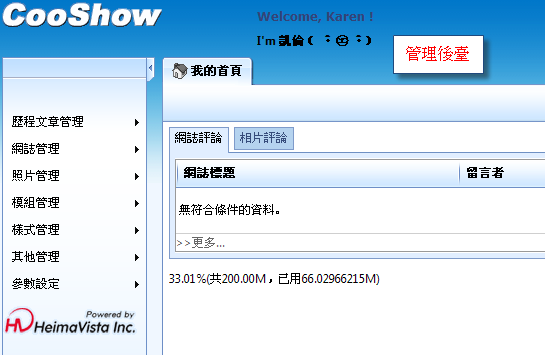 CooShow
Welcome, Karen !
I'm 凱倫
管理後臺
我的首頁
歷程文章管理
網誌管理
照片管理
模組管理
樣式管理
其他管理
參數設定
Powered by
HeimaVista Inc.
網誌評論 相片評論
網誌標題 留言者
無符合條件的資料。
>>更多...
33.01%(共200.00M，已用66.02966215M)